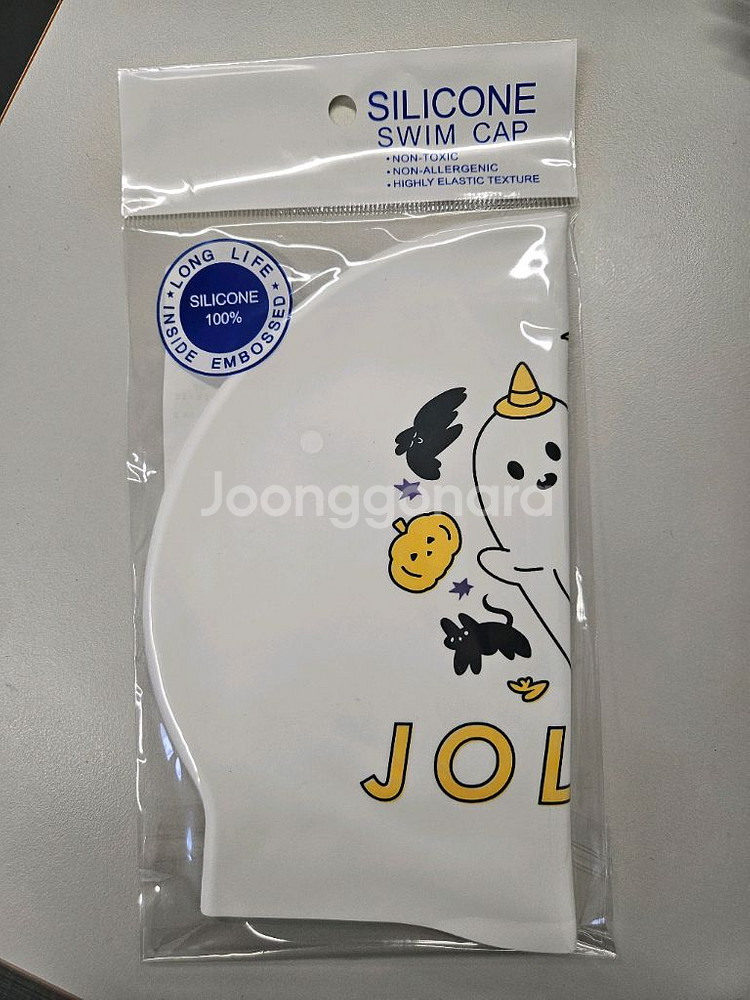 SILICONE
SWIM CAP
• NON-TOXIC
• NON-ALLERGENIC
• HIGHLY ELASTIC TEXTURE
★ LONG LIFE ★
SILICONE
100%
INSIDE EMBOSSED
Joonggonara
JOL